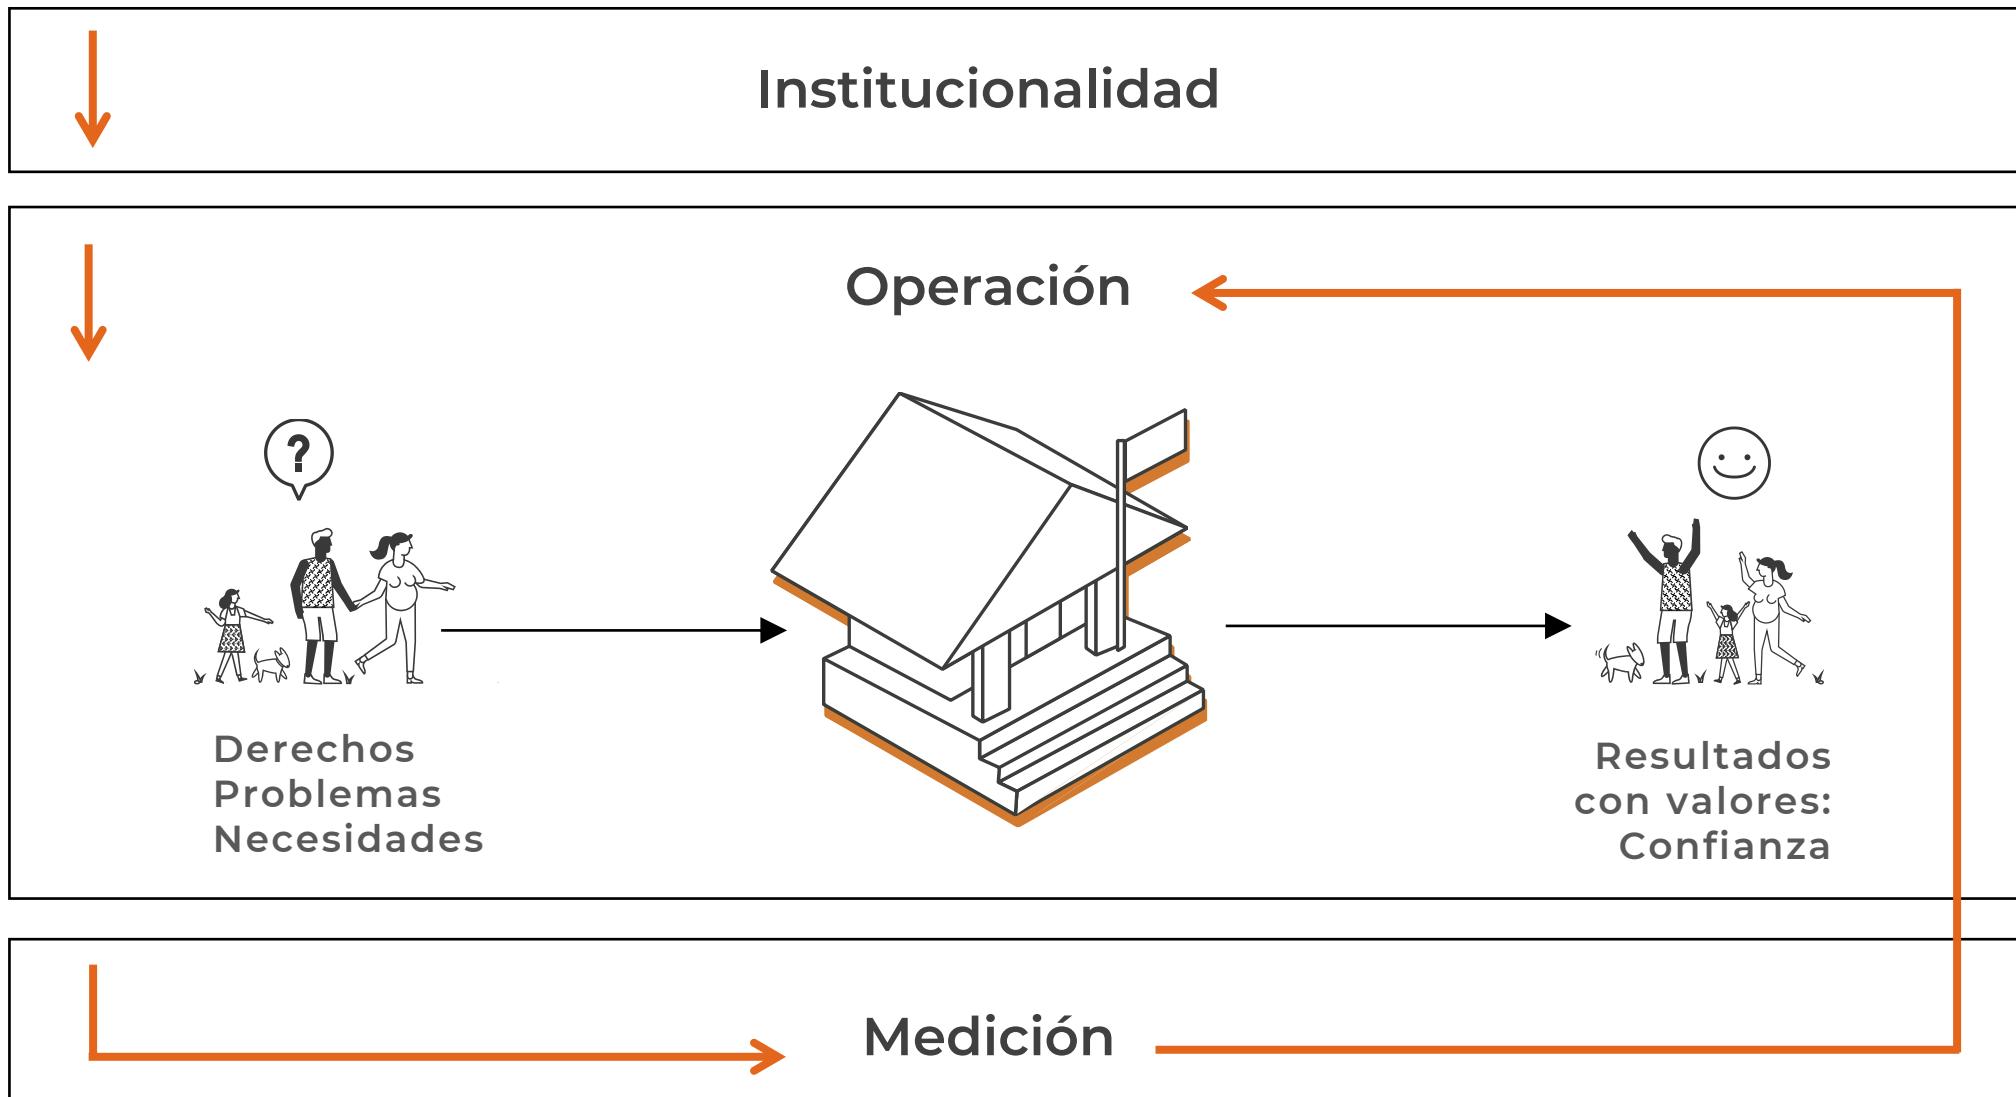 Institucionalidad
Operación
?
Derechos
Problemas
Necesidades
Resultados
con valores:
Confianza
Medición